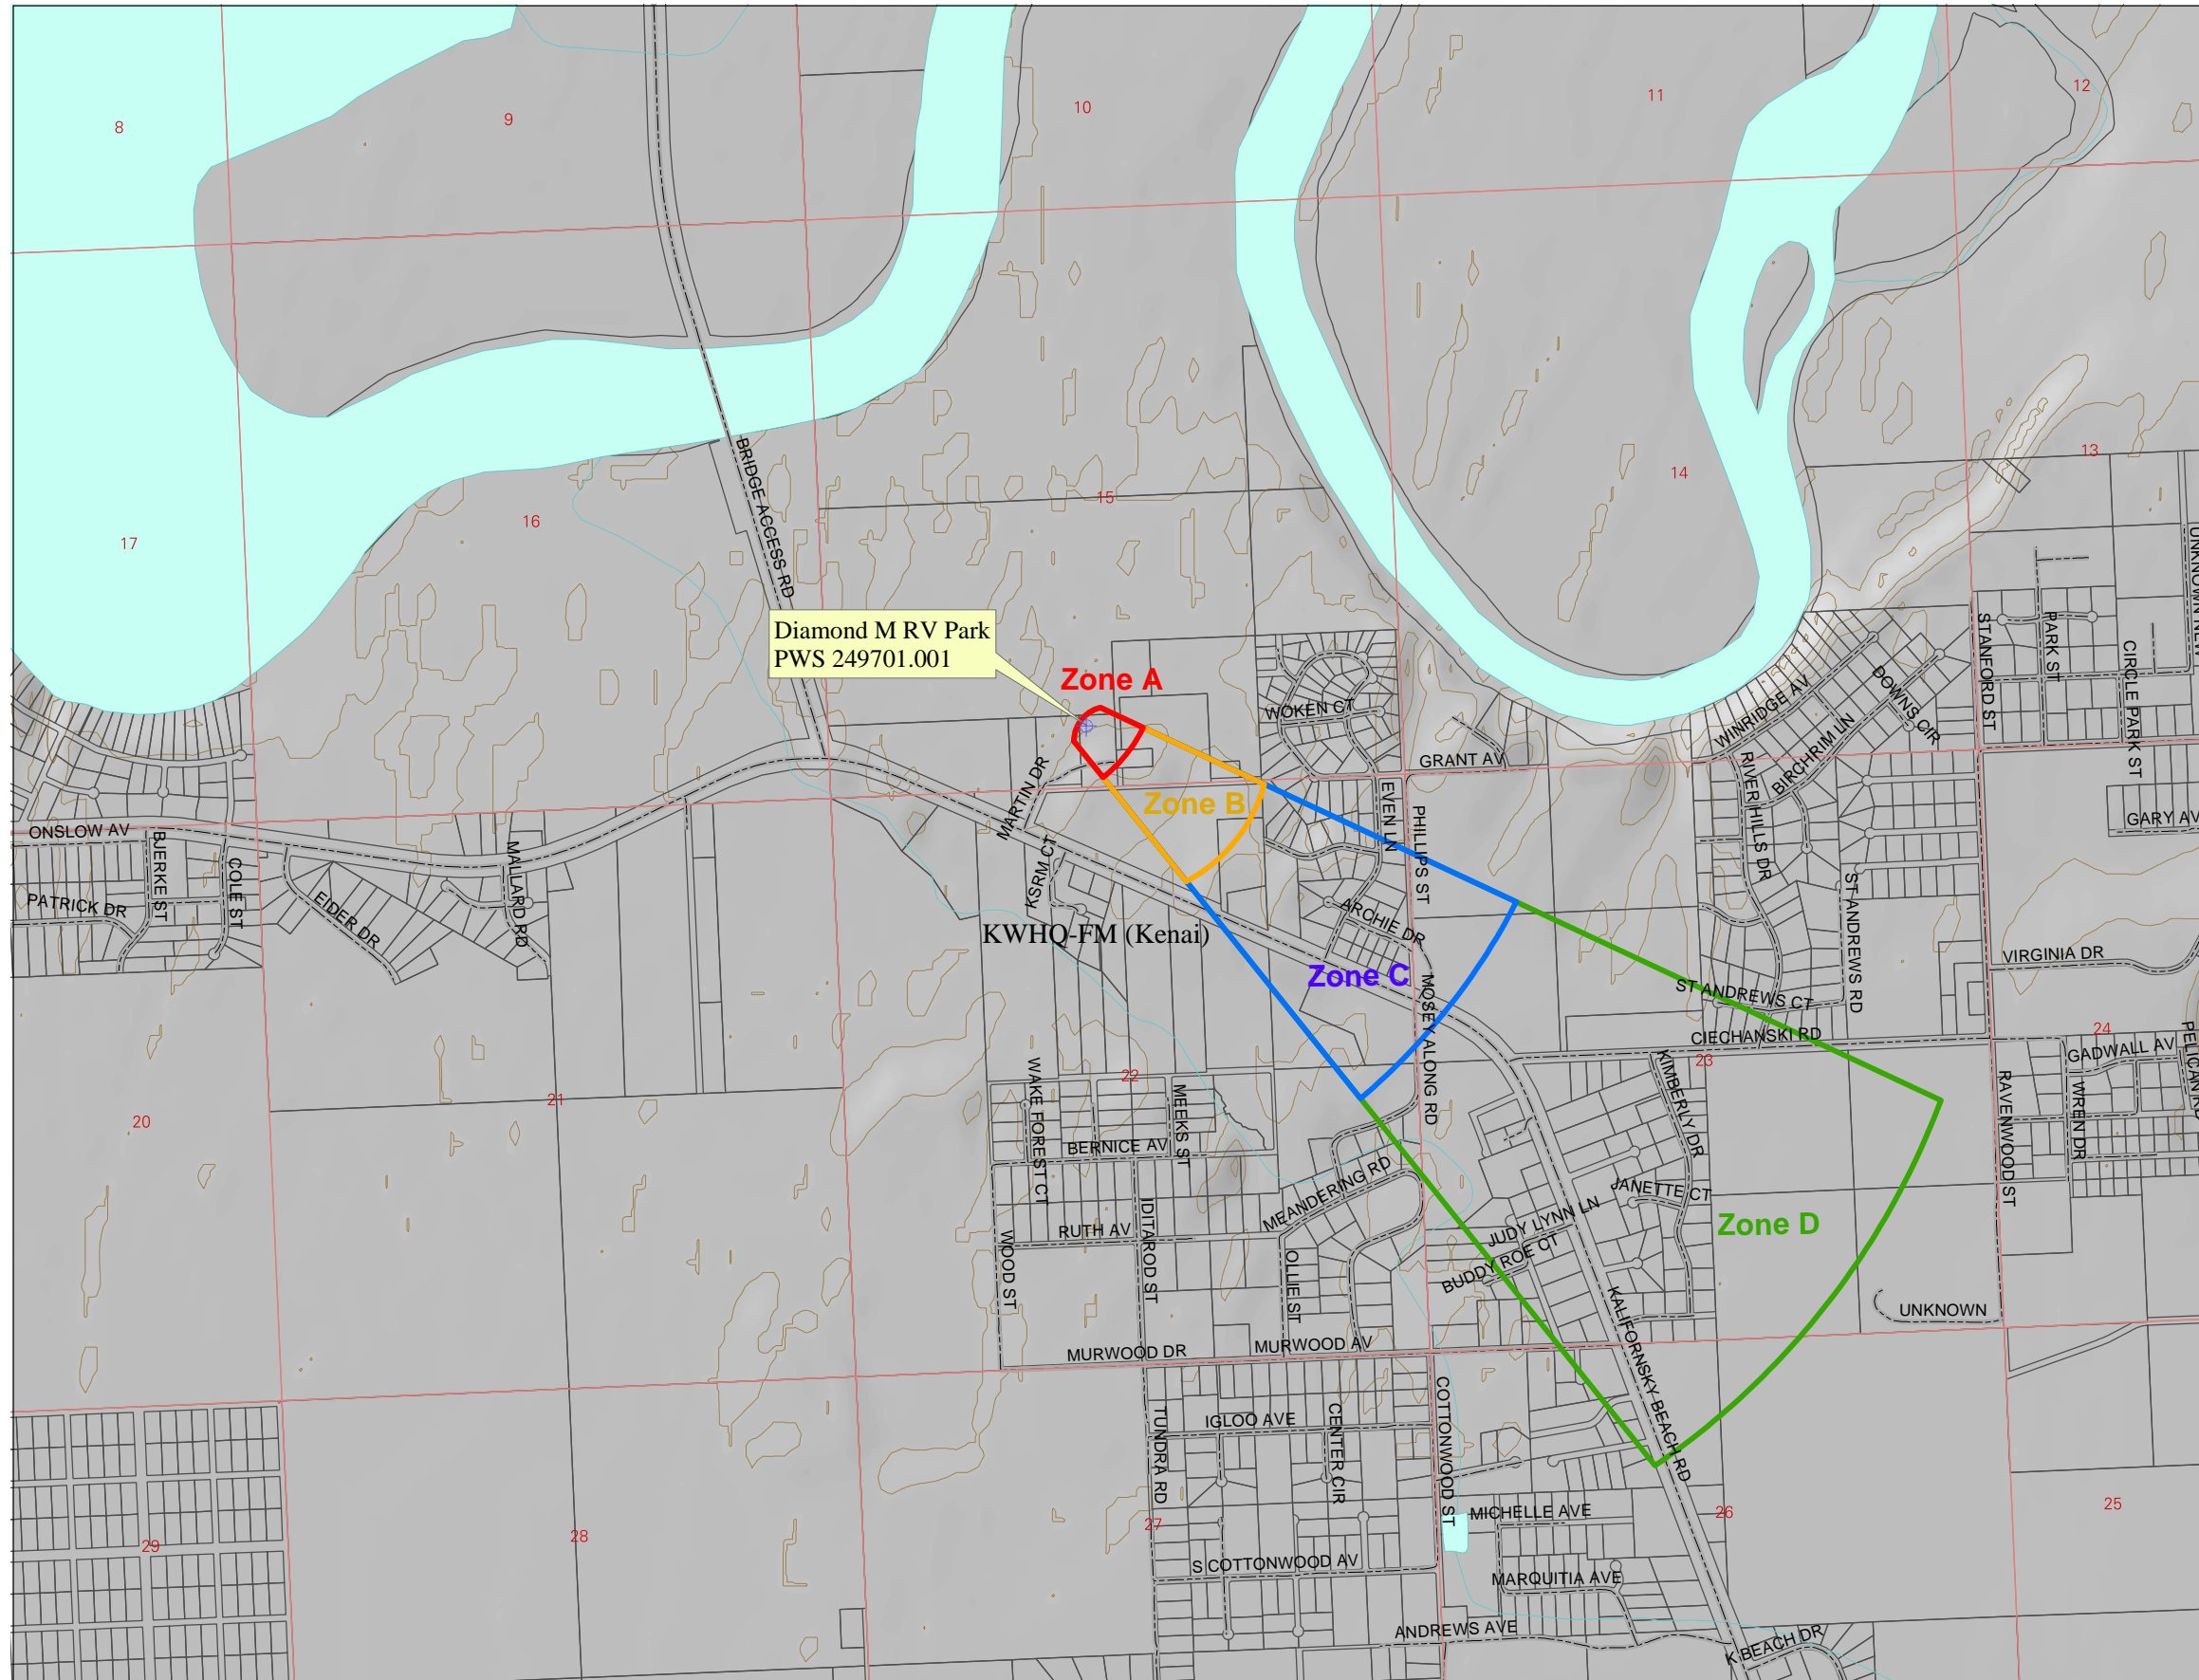 8
9
10
11
12
17
16
15
14
13
BRIDGE ACCESS RD
Diamond M RV Park
PWS 249701.001
Zone A
WOKEN CT
GRANT AV
WINRIDGE AV
DOWNS CIR
BIRCHRIM LN
RIVER HILLS DR
STANFORD ST
PARK ST
CIRCLE PARK ST
GARY AV
MARTIN DR
Zone B
EVEN LN
PHILLIPS ST
ONSLOW AV
BJERKE ST
COLE ST
PATRICK DR
EIDER DR
MALLARD RD
KSRM CT
KWHQ-FM (Kenai)
ARCHIE DR
Zone C
MOSEY ALONG RD
ST ANDREWS RD
ST ANDREWS CT
VIRGINIA DR
CIECHANSKI RD
20
21
22
23
24
GADWALL AV
WREN DR
RAVENWOOD ST
KIMBERLY DR
WAKE FOREST CT
MEEKS ST
BERNICE AV
MEANDERING RD
JANETTE CT
JUDY LYNN LN
BUDDY ROE CT
Zone D
RUTH AV
WOOD ST
IDITAROD ST
OLLIE ST
UNKNOWN
KALIFORNSKY BEACH RD
MURWOOD DR
MURWOOD AV
TUNDRA RD
IGLOO AVE
CENTER CIR
COTTONWOOD ST
29
28
27
26
25
MICHELLE AVE
S COTTONWOOD AV
MARQUITIA AVE
ANDREWS AVE
K BEACH DR